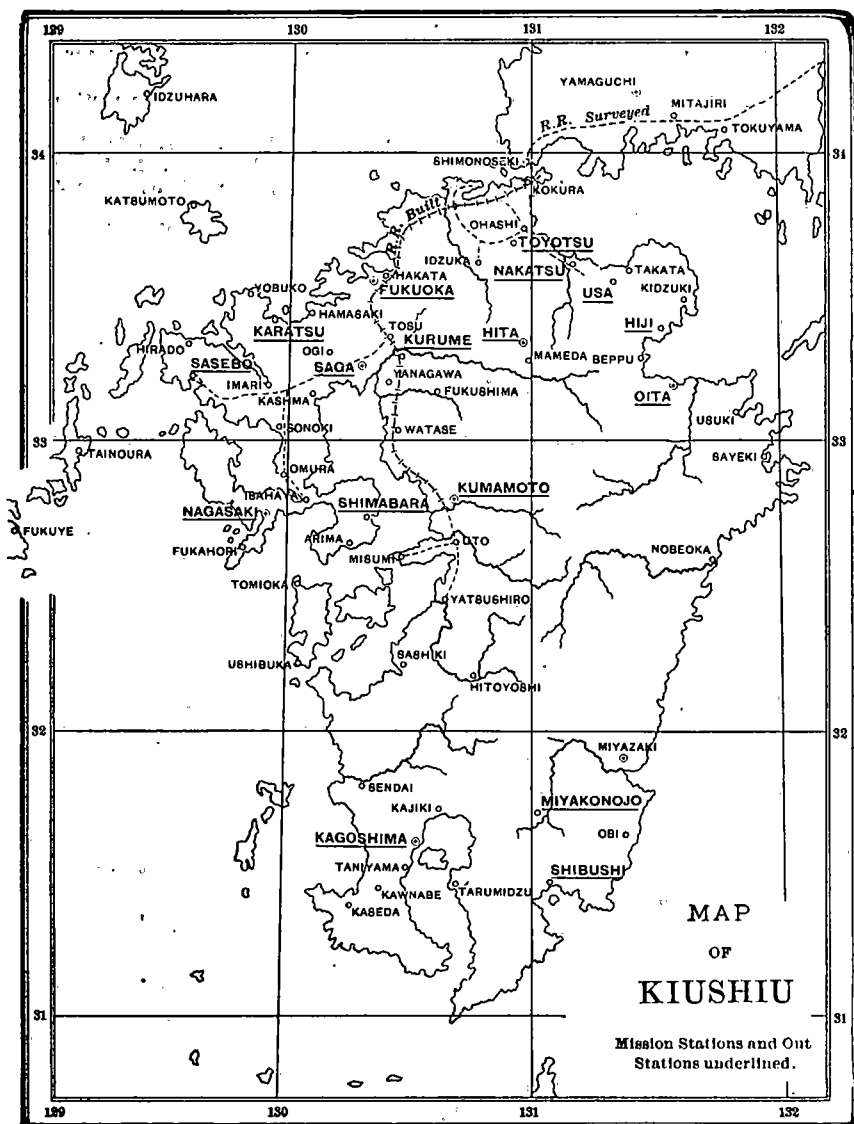 129 130 131 132
IDZUHARA
YAMAGUCHI
MITAJIRI
R.R. Surveyed
TOKUYAMA
34
SHIMONOSEKI
34
KOKURA
KATSUMOTO
R.R. Built
OHASHI
TOYOTSU
IDZUKA
NAKATSU
TAKATA
HAKATA
FUKUOKA
USA
KIDZUKI
YOBUKO
HAMASAKI
KARATSU
TOSU
HIJI
HIRADO
OGI
KURUME
HITA
SASEBO
SAGA
MAMEDA
BEPPU
IMARI
YANAGAWA
KASHMA
FUKUSHIMA
OITA
USUKI
SONOKI
WATASE
33
33
TAINOURA
SAYEKI
OMURA
ISAHAYA
KUMAMOTO
NAGASAKI
SHIMABARA
FUKUYE
FUKAHORI
ARIMA
UTO
MISUMI
NOBEOKA
TOMIOKA
YATSUSHIRO
USHIBUKA
SASHIKI
HITOYOSHI
32
32
MIYAZAKI
SENDAI
KAJIKI
MIYAKONOJO
KAGOSHIMA
OBI
TANIYAMA
SHIBUSHI
KAWNABE
TARUMIDZU
KASEDA
MAP
OF
KIUSHIU
31
31
Mission Stations and Out
Stations underlined.
129 130 131 132